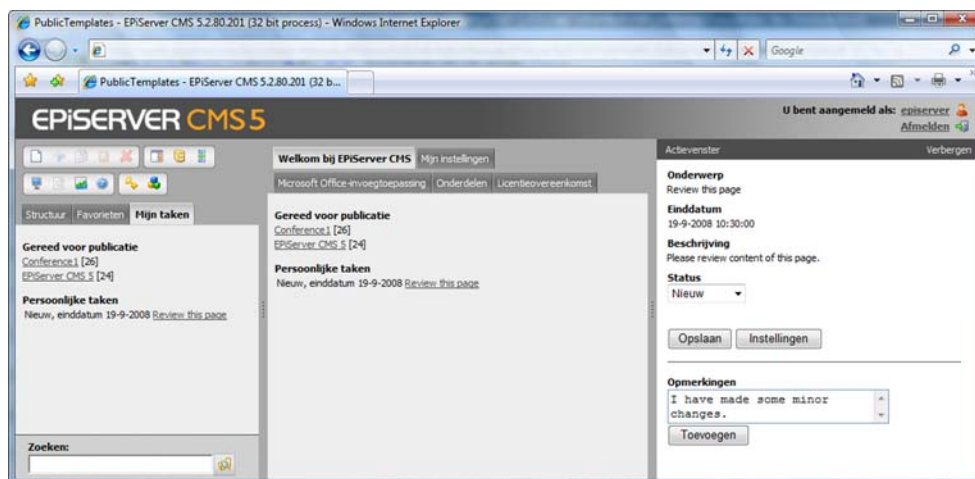 PublicTemplates - EPiServer CMS 5.2.80.201 (32 bit process) - Windows Internet Explorer
Google
PublicTemplates - EPiServer CMS 5.2.80.201 (32 b...
EPiSERVER CMS 5
U bent aangemeld als: episerver
Afmelden
Structuur Favorieten Mijn taken
Gereed voor publicatie
Conference1 [26]
EPiServer CMS 5 [24]
Persoonlijke taken
Nieuw, einddatum 19-9-2008 Review this page
Zoeken:
Welkom bij EPiServer CMS Mijn instellingen
Microsoft Office-invoegtoepassing Onderdelen Licentieovereenkomst
Gereed voor publicatie
Conference1 [26]
EPiServer CMS 5 [24]
Persoonlijke taken
Nieuw, einddatum 19-9-2008 Review this page
Actievenster Verbergen
Onderwerp
Review this page
Einddatum
19-9-2008 10:30:00
Beschrijving
Please review content of this page.
Status
Nieuw
Opslaan Instellingen
Opmerkingen
I have made some minor
changes.
Toevoegen